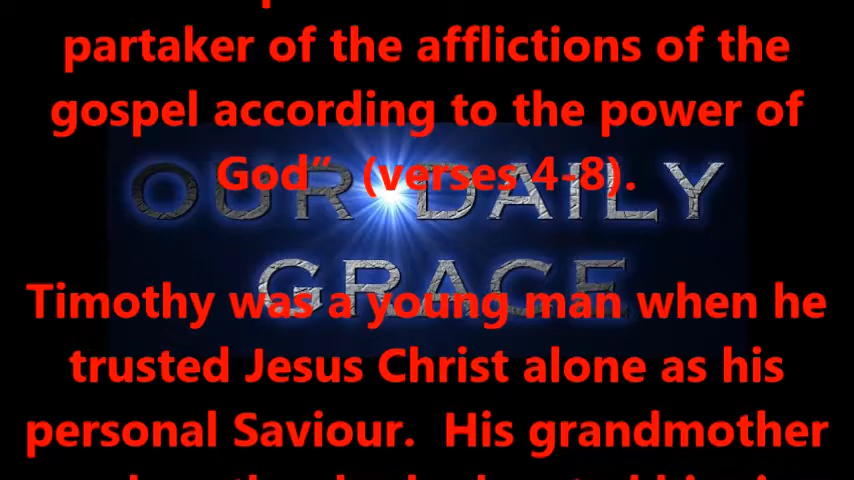 partaker of the afflictions of the
gospel according to the power of
God” (verses 4-8).
OUR DAILY
GRACE
Timothy was a young man when he
trusted Jesus Christ alone as his
personal Saviour.  His grandmother